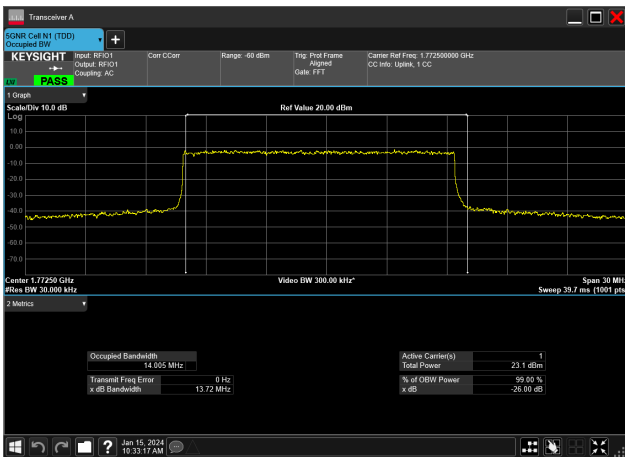 Transceiver A
5GNR Cell N1 (TDD)
Occupied BW
KEYSIGHT
Input: RFIO1
Output: RFIO1
Coupling: AC
Corr CCorr
Range: -60 dBm
Trig: Prot Frame
Aligned
Gate: FFT
Carrier Ref Freq: 1.772500000 GHz
CC Info: Uplink, 1 CC
PASS
1 Graph
Scale/Div 10.0 dB
Ref Value 20.00 dBm
Log
10.0
0.00
-10.0
-20.0
-30.0
-40.0
-50.0
-60.0
-70.0
Center 1.77250 GHz
Video BW 300.00 kHz*
Span 30 MHz
#Res BW 30.000 kHz
Sweep 39.7 ms (1001 pts
2 Metrics
Occupied Bandwidth
14.005 MHz
Transmit Freq Error 0 Hz
x dB Bandwidth 13.72 MHz
Active Carrier(s) 1
Total Power 23.1 dBm
% of OBW Power 99.00 %
x dB -26.00 dB
Jan 15, 2024
10:33:17 AM